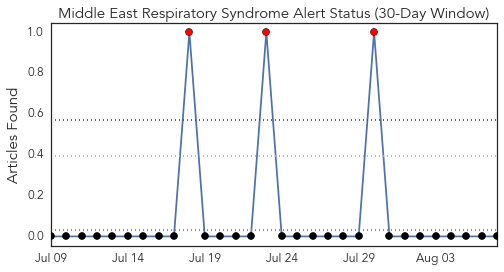 Middle East Respiratory Syndrome Alert Status (30-Day Window)
Articles Found
1.0
0.8
0.6
0.4
0.2
0.0
Jul 09 Jul 14 Jul 19 Jul 24 Jul 29 Aug 03